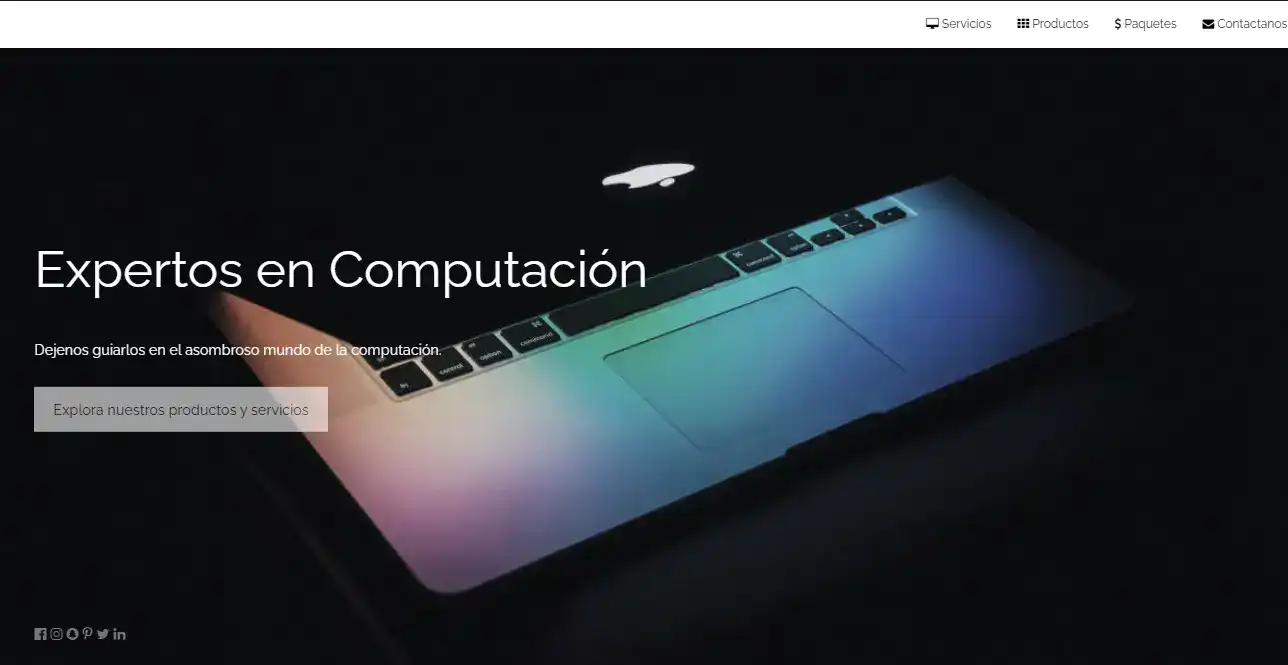 Servicios Productos $ Paquetes Contactanos
Expertos en Computación
Dejenos guiarlos en el asombroso mundo de la computación.
Explora nuestros productos y servicios
fn control option command
command option